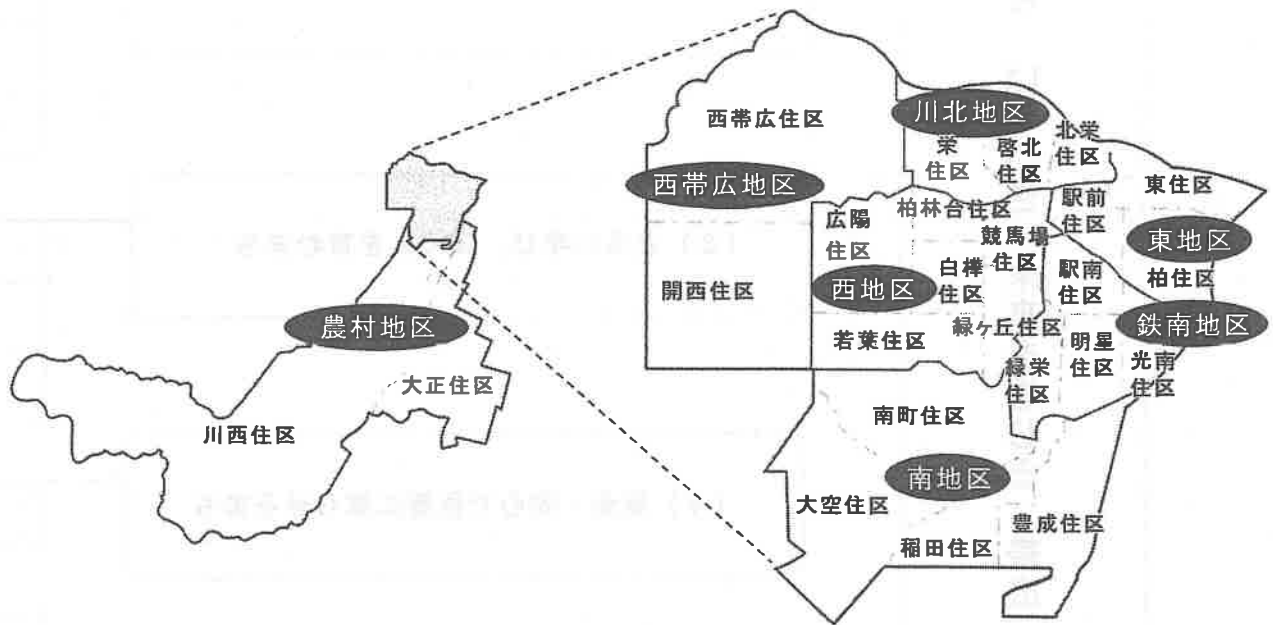 川北地区
西帯広住区
北栄
住区
栄
住区
啓北
住区
西帯広地区
東住区
駅前
住区
柏林台住区
広陽
住区
競馬場
住区
東地区
開西住区
西地区
白樺
住区
駅南
住区
柏住区
農村地区
若葉住区
緑ヶ丘住区
鉄南地区
明星
住区
光南
住区
緑栄
住区
大正住区
川西住区
南町住区
南地区
大空住区
豊成住区
稲田住区